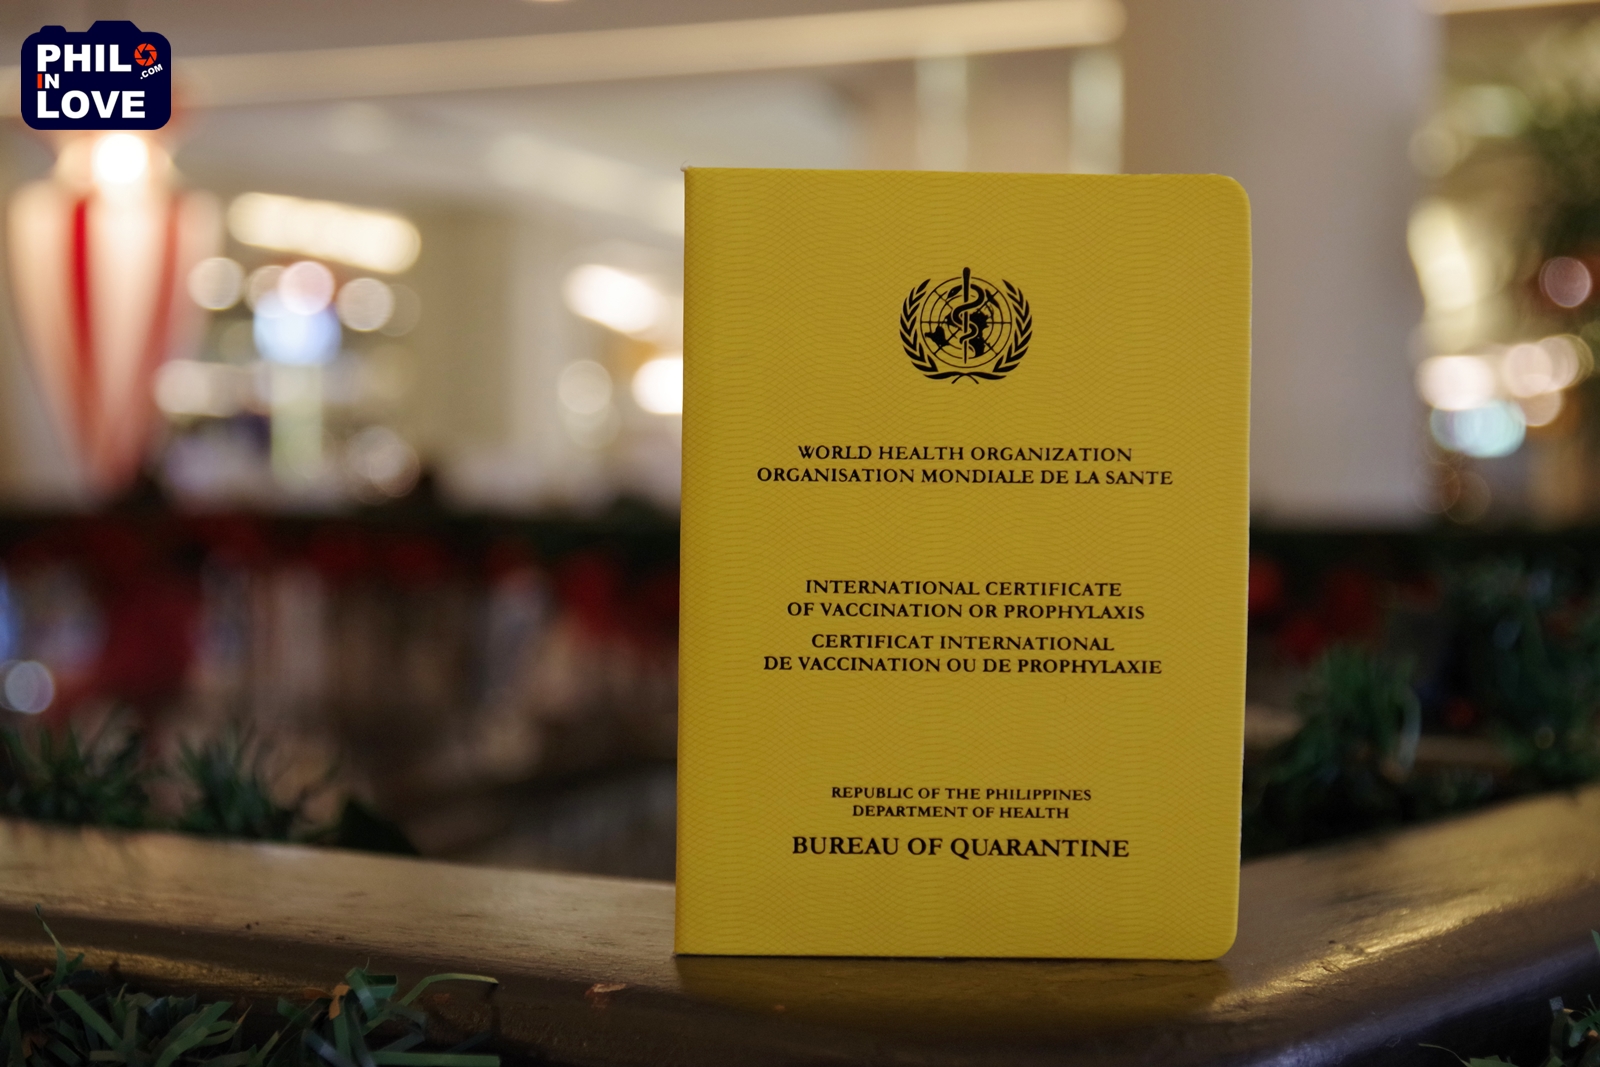 PHIL
IN
.COM
LOVE
WORLD HEALTH ORGANIZATION
ORGANISATION MONDIALE DE LA SANTE
INTERNATIONAL CERTIFICATE
OF VACCINATION OR PROPHYLAXIS
CERTIFICAT INTERNATIONAL
DE VACCINATION OU DE PROPHYLAXIE
REPUBLIC OF THE PHILIPPINES
DEPARTMENT OF HEALTH
BUREAU OF QUARANTINE